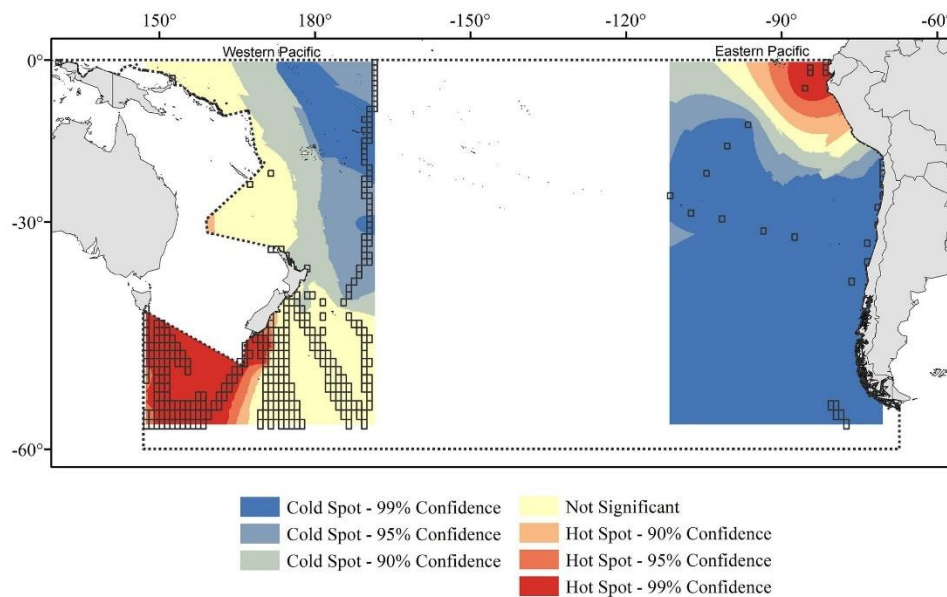 150° 180° -150° -120° -90° -60°
Western Pacific Eastern Pacific
0°
-30°
-60°
Cold Spot - 99% Confidence
Cold Spot - 95% Confidence
Cold Spot - 90% Confidence
Not Significant
Hot Spot - 90% Confidence
Hot Spot - 95% Confidence
Hot Spot - 99% Confidence